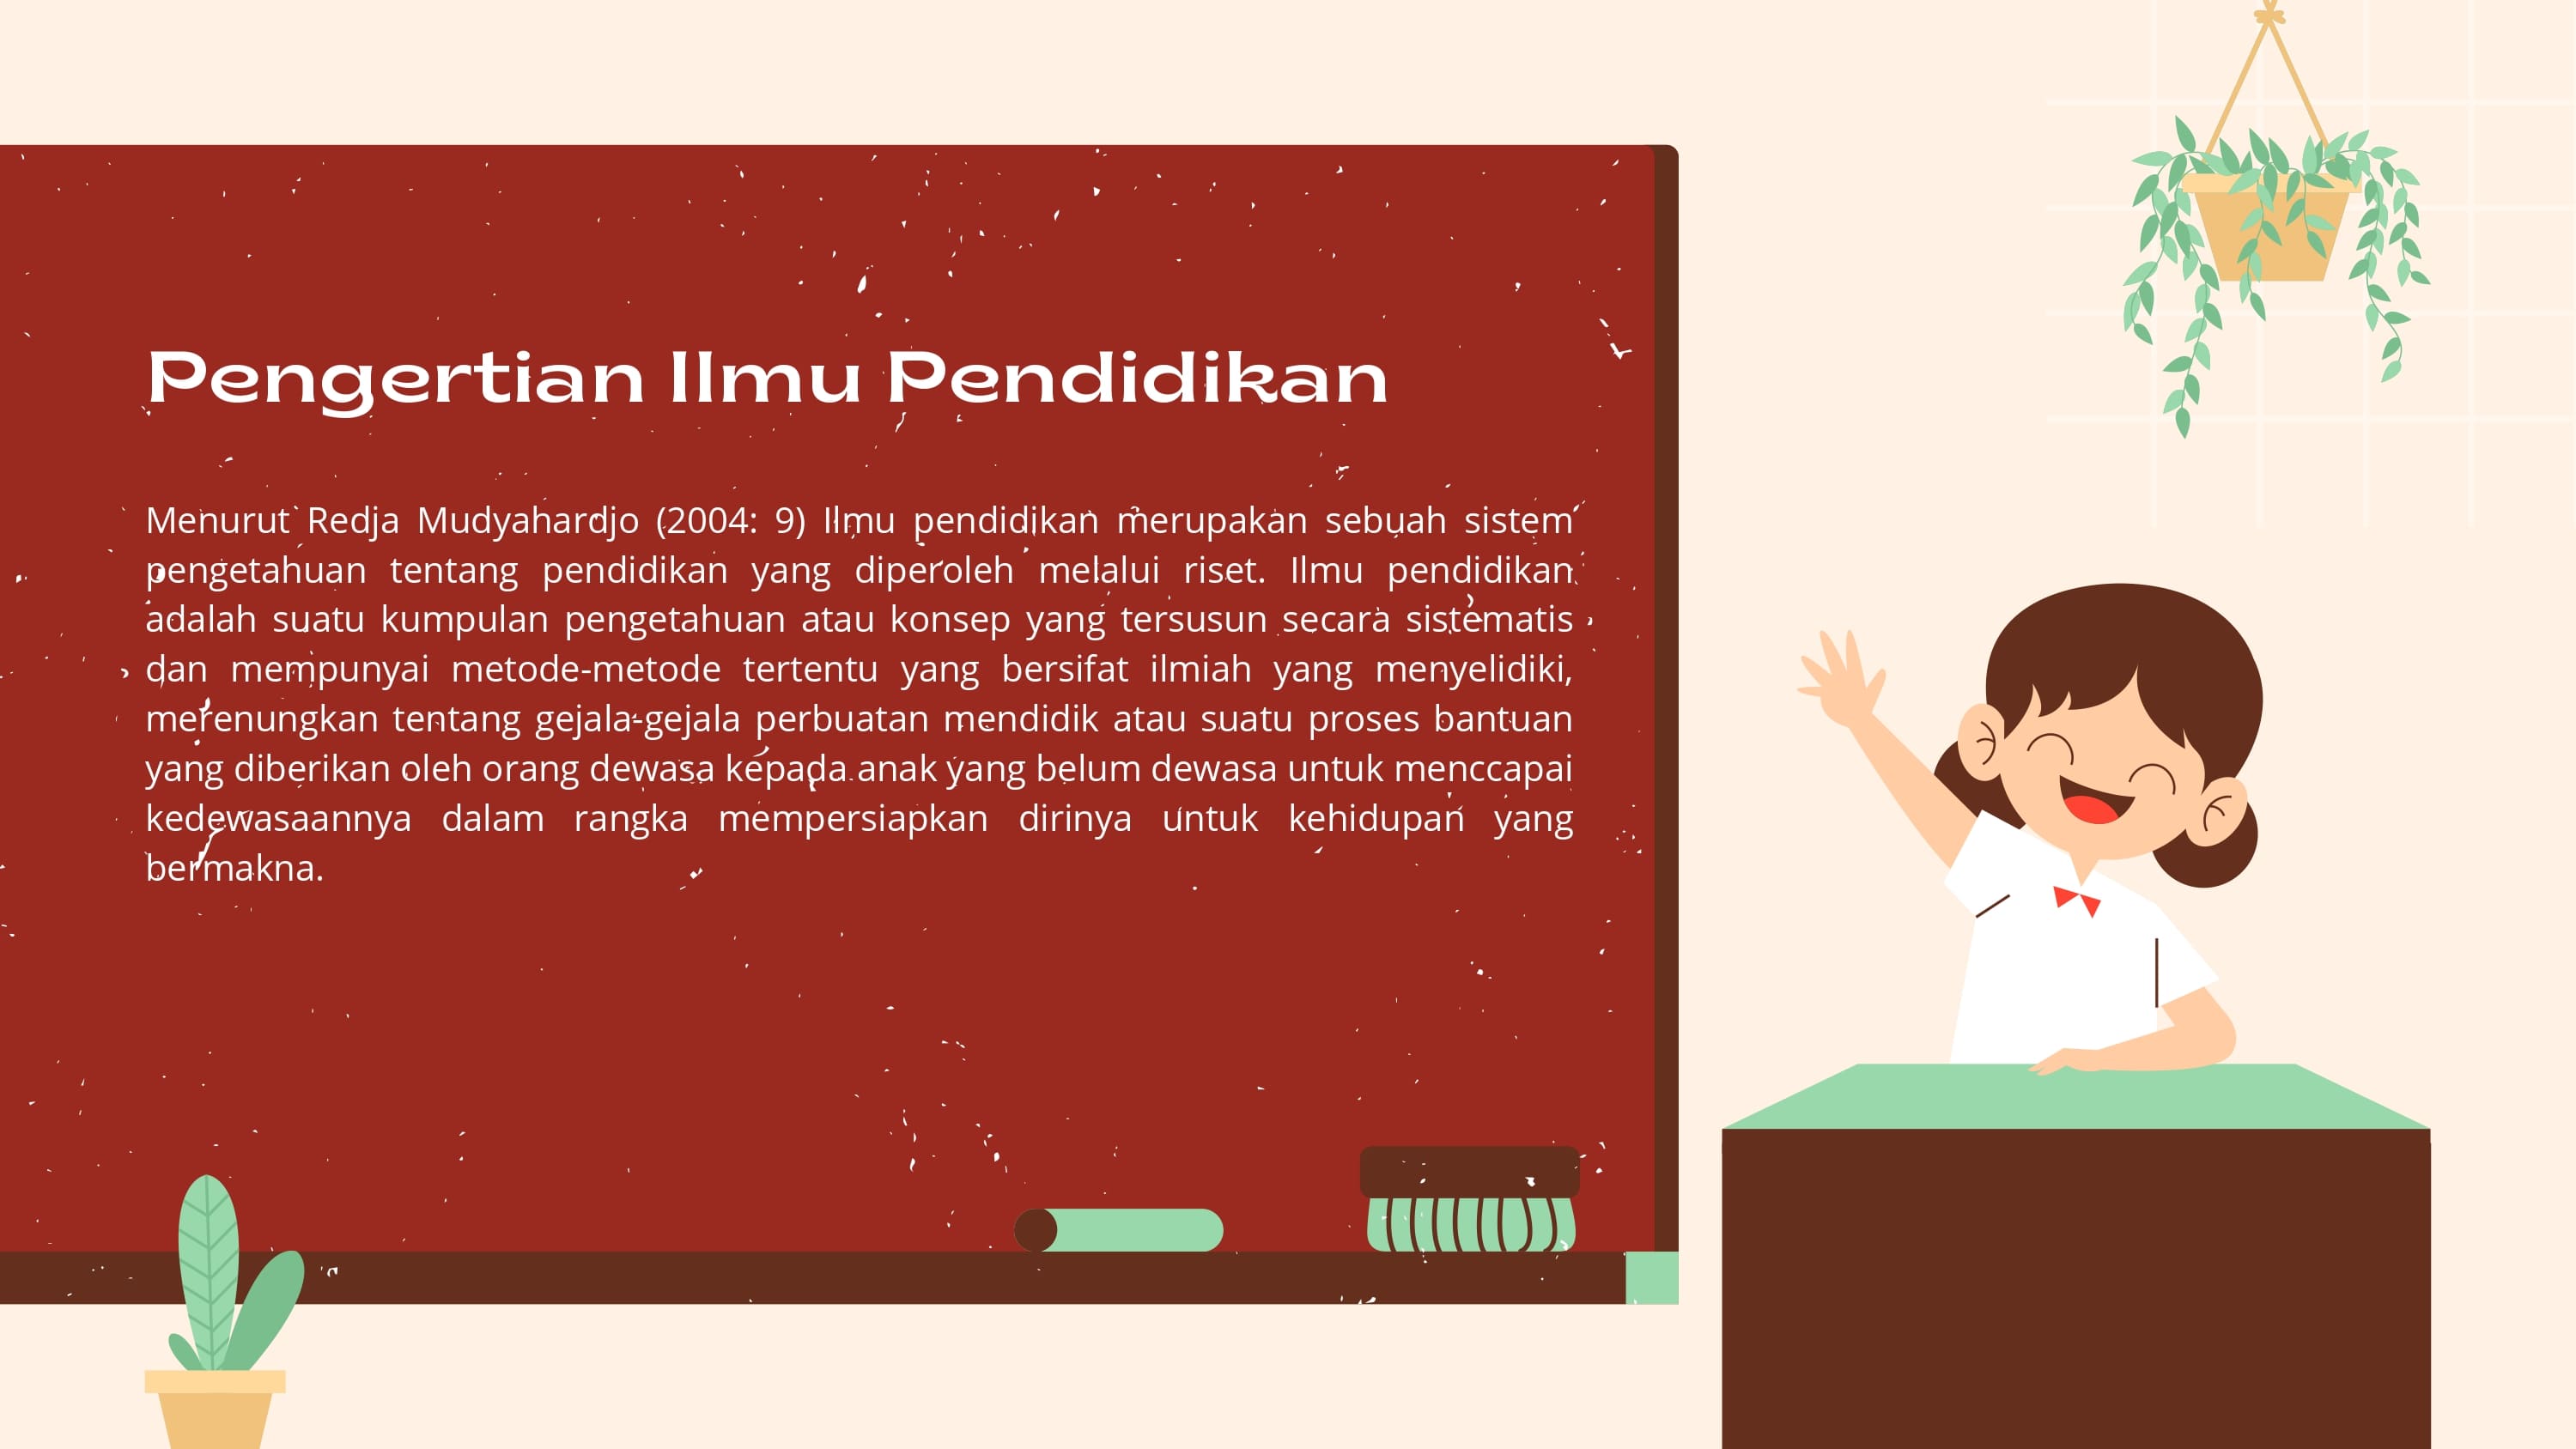 Pengertian Ilmu Pendidikan
Menurut Redja Mudyahardjo (2004: 9) Ilmu pendidikan merupakan sebuah sistem
pengetahuan tentang pendidikan yang diperoleh melalui riset. Ilmu pendidikan
adalah suatu kumpulan pengetahuan atau konsep yang tersusun secara sistematis
dan mempunyai metode-metode tertentu yang bersifat ilmiah yang menyelidiki,
merenungkan tentang gejala-gejala perbuatan mendidik atau suatu proses bantuan
yang diberikan oleh orang dewasa kepada anak yang belum dewasa untuk menccapai
kedewasaannya dalam rangka mempersiapkan dirinya untuk kehidupan yang
bermakna.